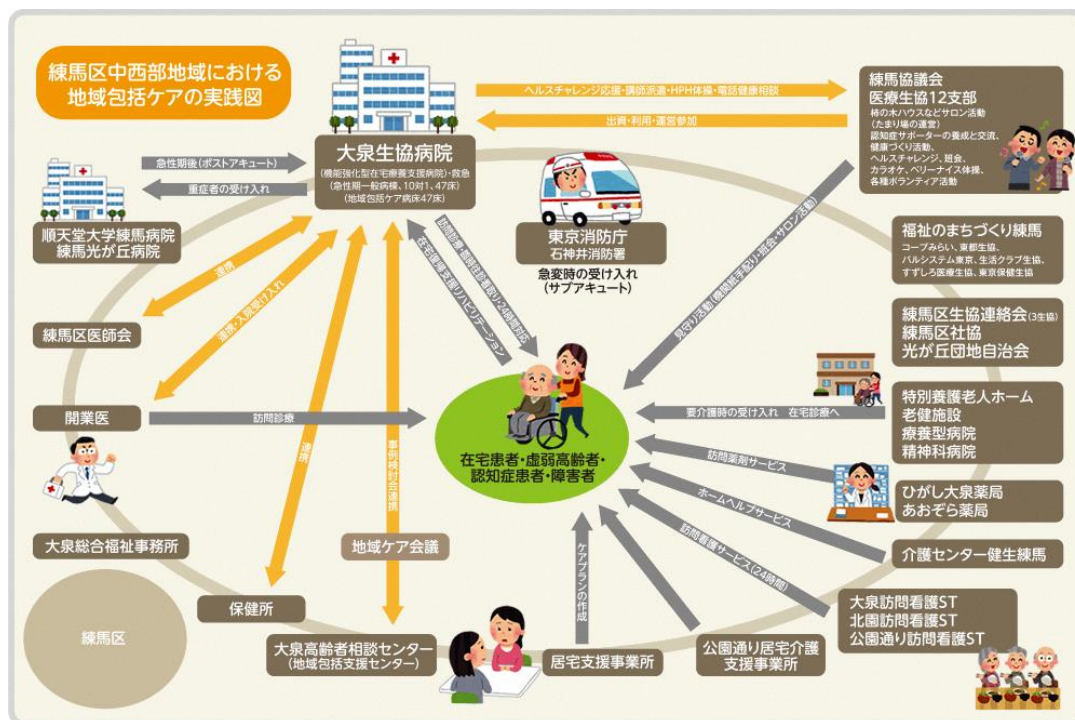 練馬区中西部地域における
地域包括ケアの実践図
大泉生協病院
(機能強化型在宅療養支援病院)・救急
(急性期一般病棟、10対1、47床)
(地域包括ケア病床47床)
ヘルスチャレンジ応援・講師派遣・HPH体操・電話健康相談
出資・利用・運営参加
練馬協議会
医療生協12支部
柿の木ハウスなどサロン活動
(たまり場の運営)
認知症サポーターの養成と交流、
健康づくり活動、
ヘルスチャレンジ、班会、
カラオケ、ベリーナイス体操、
各種ボランティア活動
急性期後(ポストアキュート)
重症者の受け入れ
順天堂大学練馬病院
練馬光が丘病院
東京消防庁
石神井消防署
急変時の受け入れ
(サブアキュート)
訪問診療・臨時往診看取り・24時間対応
在宅復帰支援リハビリテーション
見守り活動(機関紙手配り・班会・サロン活動)
福祉のまちづくり練馬
コープみらい、東都生協、
パルシステム東京、生活クラブ生協、
すずしろ医療生協、東京保健生協
連携
練馬区医師会
連携・入院受け入れ
練馬区生協連絡会(3生協)
練馬区社協
光が丘団地自治会
開業医
訪問診療
要介護時の受け入れ 在宅診療へ
特別養護老人ホーム
老健施設
療養型病院
精神科病院
在宅患者・虚弱高齢者・
認知症患者・障害者
連携
事例検討会連携
訪問薬剤サービス
ひがし大泉薬局
あおぞら薬局
ホームヘルプサービス
介護センター健生練馬
訪問看護サービス(24時間)
大泉訪問看護ST
北園訪問看護ST
公園通り訪問看護ST
大泉総合福祉事務所
地域ケア会議
ケアプランの作成
練馬区
保健所
大泉高齢者相談センター
(地域包括支援センター)
居宅支援事業所
公園通り居宅介護
支援事業所